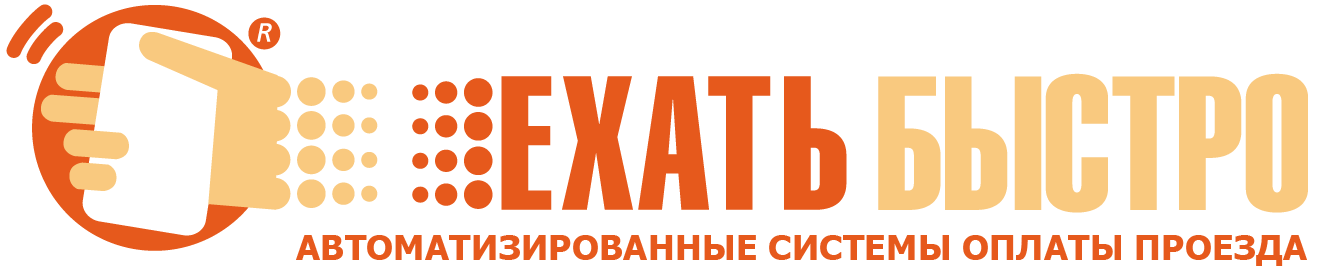 ®
ЕХАТЬ БЫСТРО
АВТОМАТИЗИРОВАННЫЕ СИСТЕМЫ ОПЛАТЫ ПРОЕЗДА